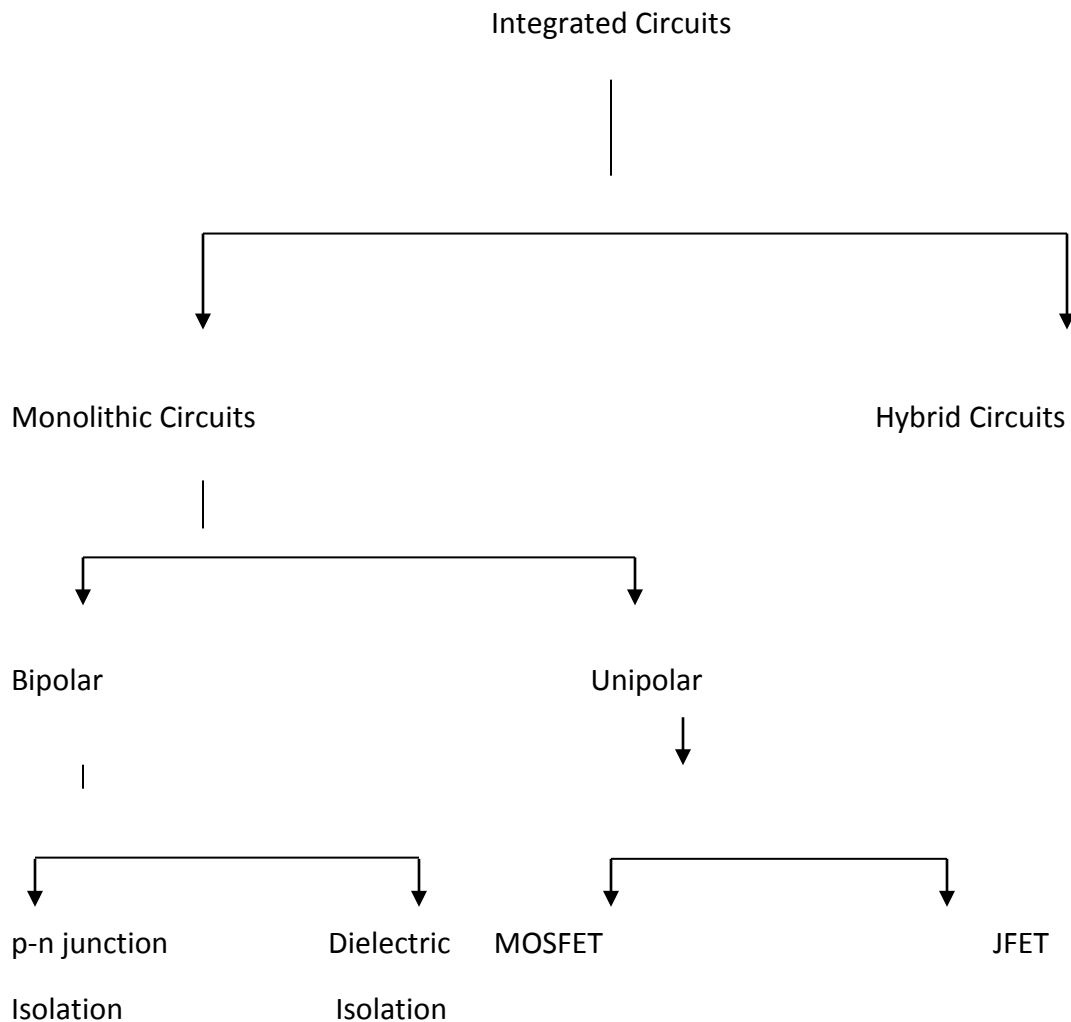 Integrated Circuits
Monolithic Circuits Hybrid Circuits
Bipolar Unipolar
p-n junction Dielectric MOSFET JFET
Isolation Isolation